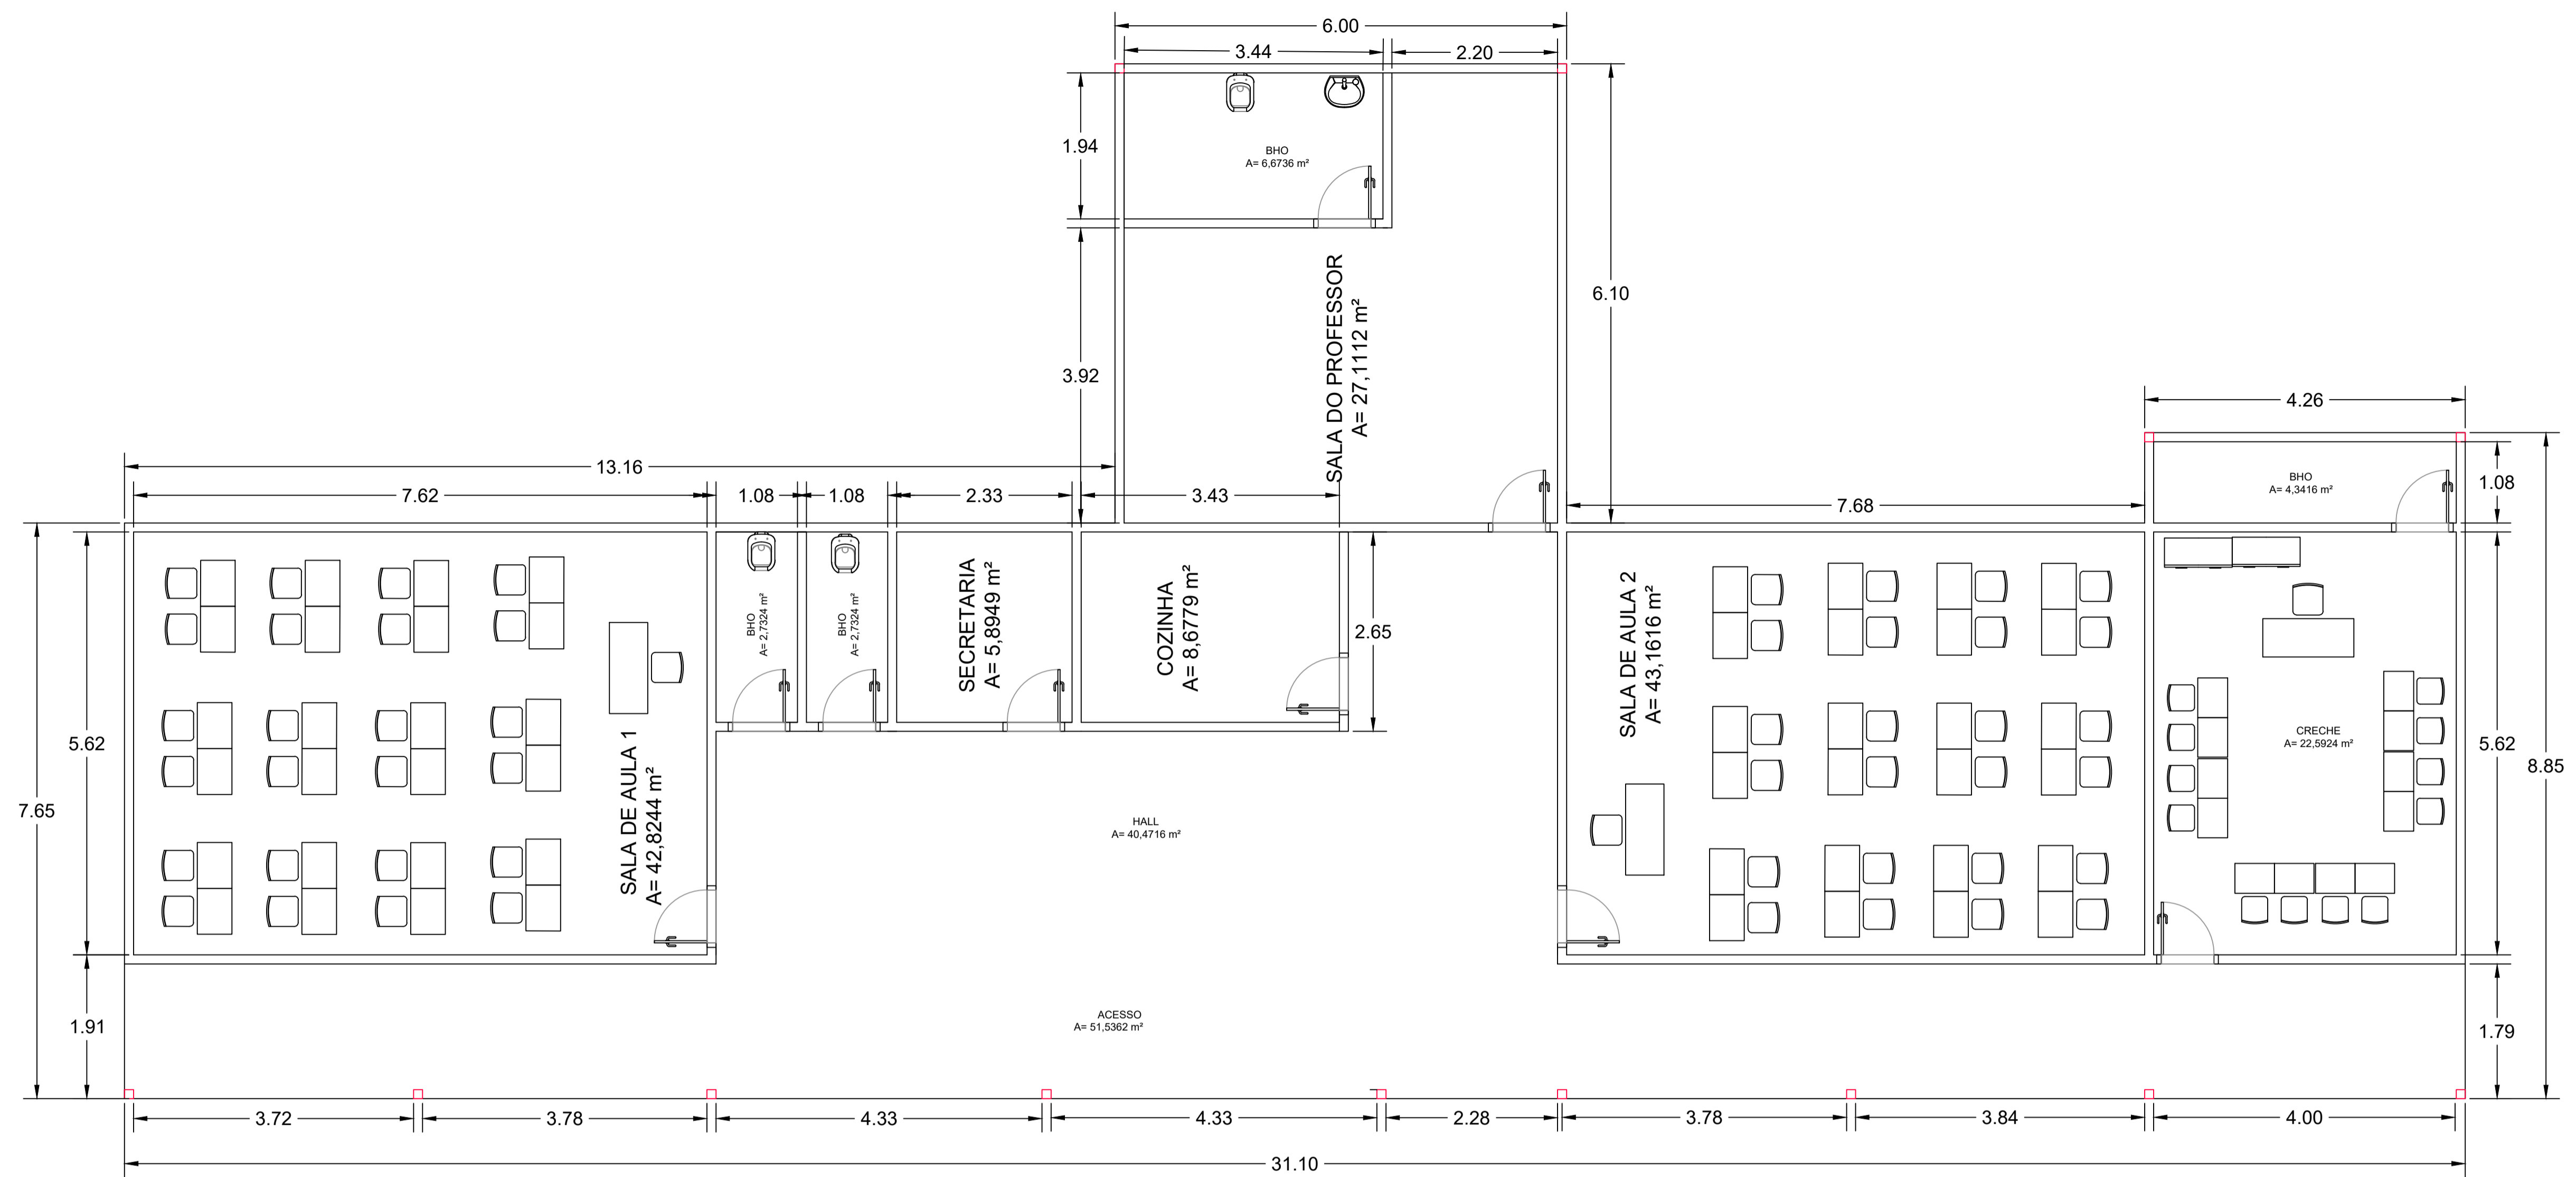 6.00
3.44
2.20
1.94
BHO
A= 6,6736 m²
6.10
SALA DO PROFESSOR
A= 27,1112 m²
3.92
4.26
13.16
BHO
A= 4,3416 m²
1.08
7.62
1.08
1.08
2.33
3.43
7.68
BHO
A= 2,7324 m²
BHO
A= 2,7324 m²
SECRETARIA
A= 5,8949 m²
COZINHA
A= 8,6779 m²
2.65
SALA DE AULA 2
A= 43,1616 m²
5.62
SALA DE AULA 1
A= 42,8244 m²
CRECHE
A= 22,5924 m²
5.62
8.85
7.65
HALL
A= 40,4716 m²
1.91
ACESSO
A= 51,5362 m²
1.79
3.72
3.78
4.33
4.33
2.28
3.78
3.84
4.00
31.10